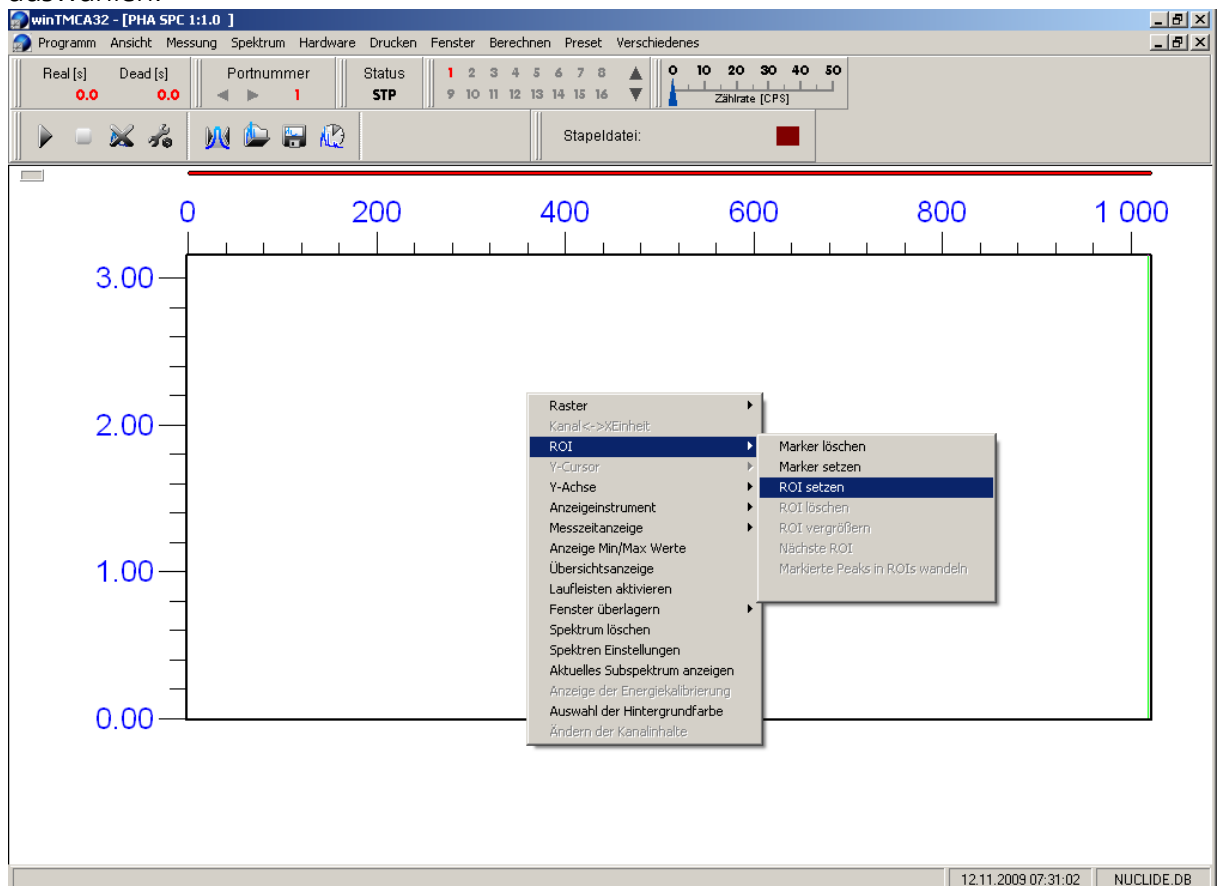 auswählen.
winTMCA32 - [PHA SPC 1:1.0 ]
Programm Ansicht Messung Spektrum Hardware Drucken Fenster Berechnen Preset Verschiedenes
Real [s] Dead [s] Portnummer Status 1 2 3 4 5 6 7 8 0 10 20 30 40 50
0.0 0.0 1 STP 9 10 11 12 13 14 15 16 Zählrate [CPS]
Stapeldatei:
0 200 400 600 800 1 000
3.00
2.00
1.00
0.00
Raster
Kanal<->XEinheit
ROI
Y-Cursor
Y-Achse
Anzeigeinstrument
Messzeitanzeige
Anzeige Min/Max Werte
Übersichtsanzeige
Laufleisten aktivieren
Fenster überlagern
Spektrum löschen
Spektren Einstellungen
Aktuelles Subspektrum anzeigen
Anzeige der Energiekalibrierung
Auswahl der Hintergrundfarbe
Ändern der Kanalinhalte
Marker löschen
Marker setzen
ROI setzen
ROI löschen
ROI vergrößern
Nächste ROI
Markierte Peaks in ROIs wandeln
12.11.2009 07:31:02 NUCLIDE.DB